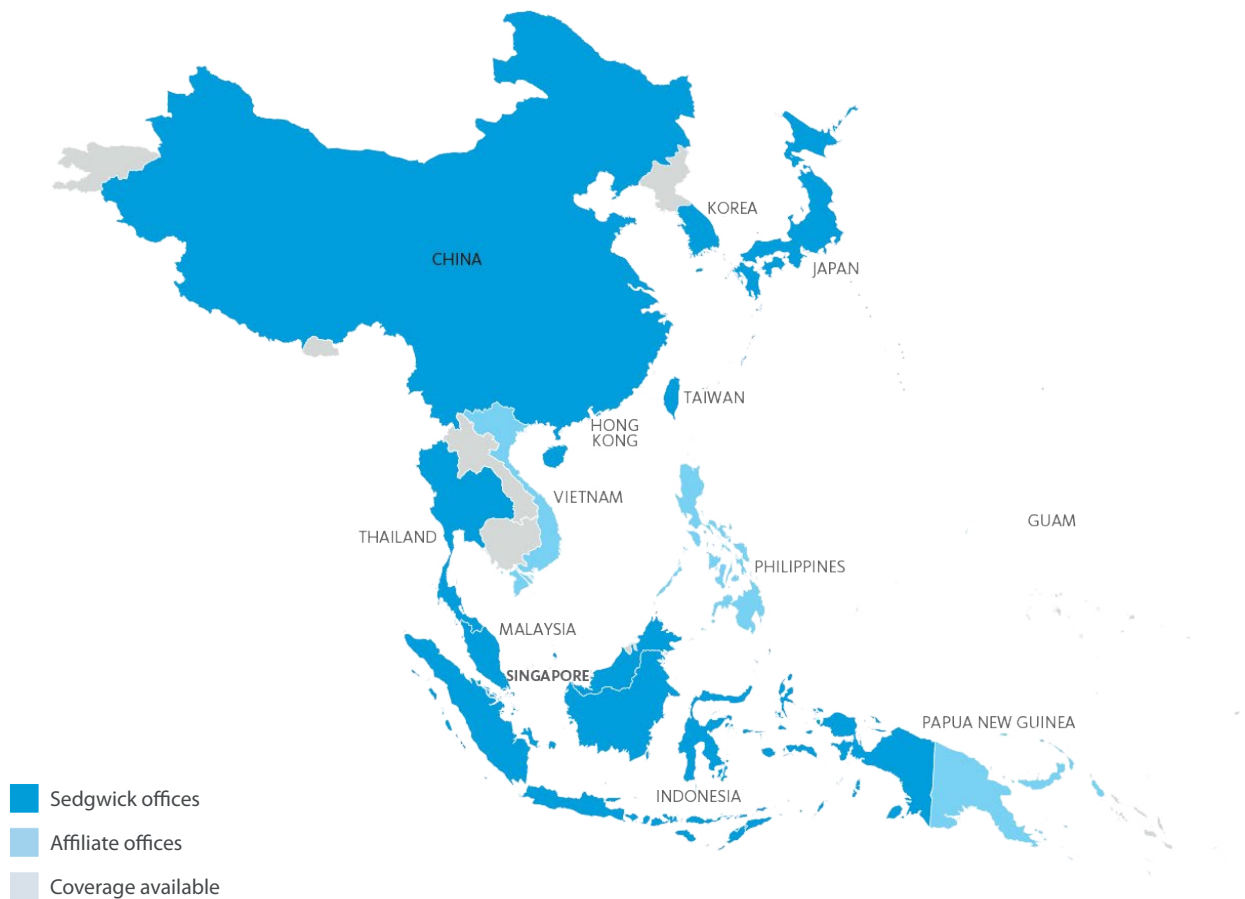 KOREA
CHINA
JAPAN
TAIWAN
HONG
KONG
VIETNAM
GUAM
THAILAND
PHILIPPINES
MALAYSIA
SINGAPORE
PAPUA NEW GUINEA
INDONESIA
Sedgwick offices
Affiliate offices
Coverage available